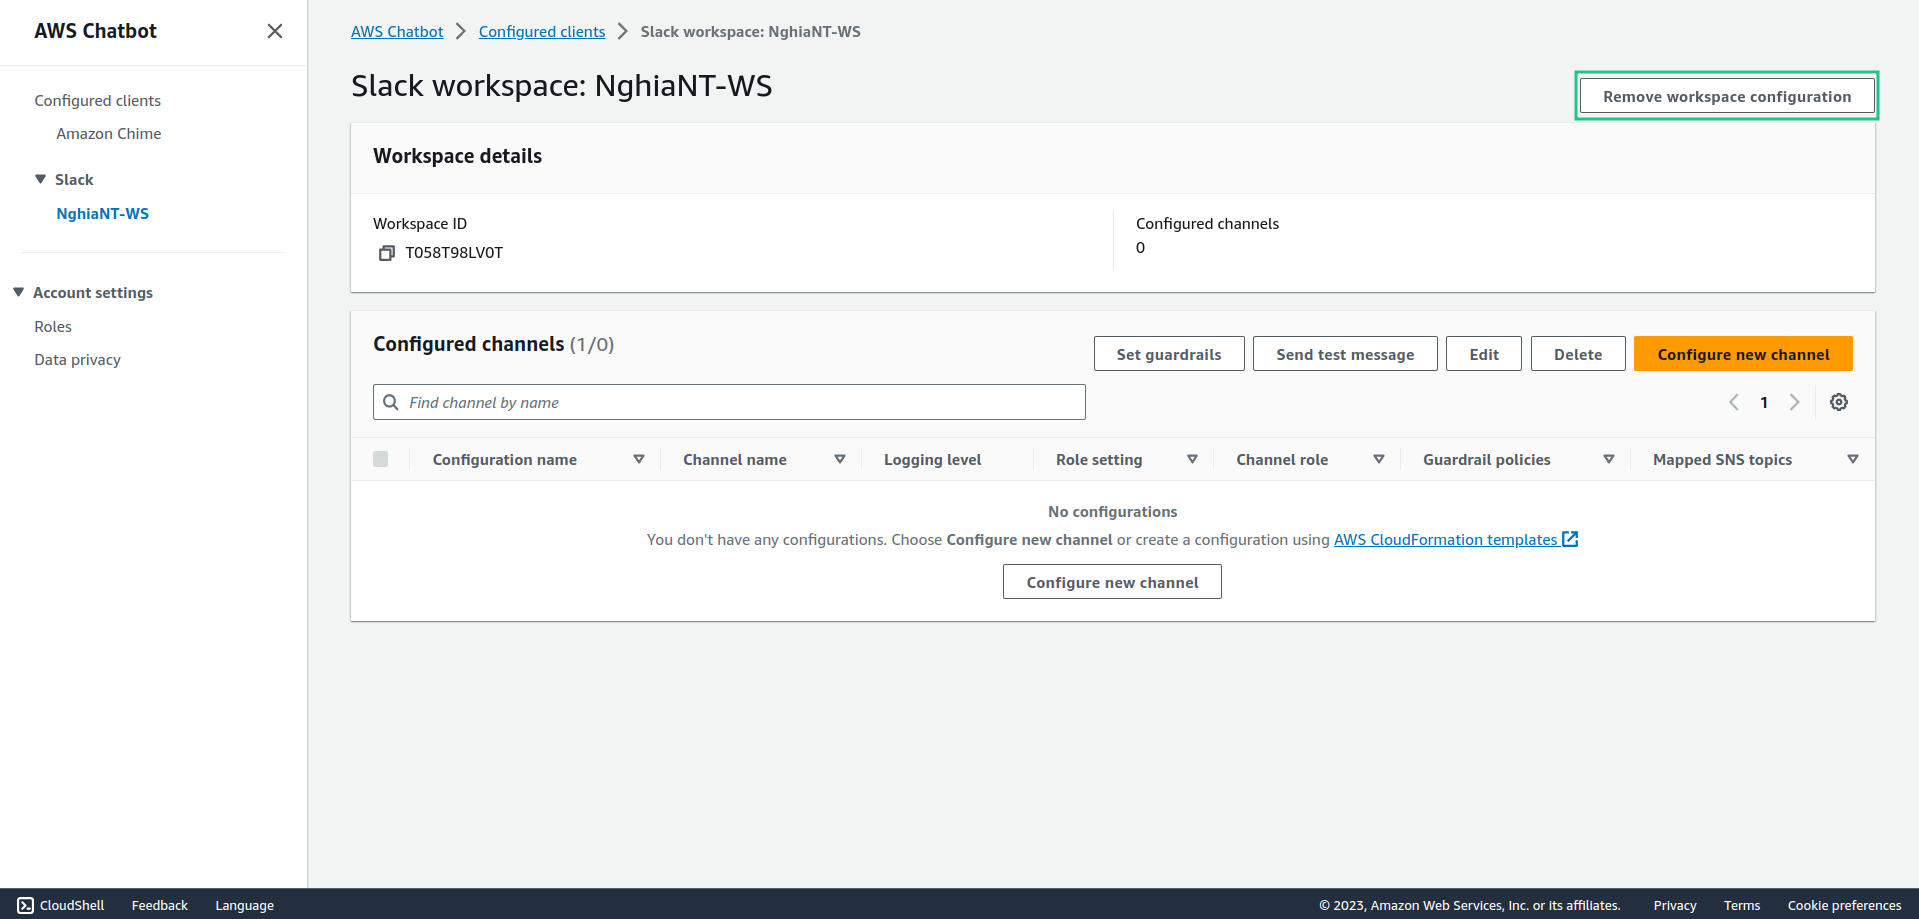 AWS Chatbot
Configured clients
Amazon Chime
Slack
NghiaNT-WS
Account settings
Roles
Data privacy
AWS Chatbot Configured clients Slack workspace: NghiaNT-WS
Slack workspace: NghiaNT-WS
Remove workspace configuration
Workspace details
Workspace ID
T058T98LV0T
Configured channels
0
Configured channels (1/0)
Set guardrails Send test message Edit Delete Configure new channel
Find channel by name
1
Configuration name Channel name Logging level Role setting Channel role Guardrail policies Mapped SNS topics
No configurations
You don't have any configurations. Choose Configure new channel or create a configuration using AWS CloudFormation templates
Configure new channel
CloudShell Feedback Language © 2023, Amazon Web Services, Inc. or its affiliates. Privacy Terms Cookie preferences